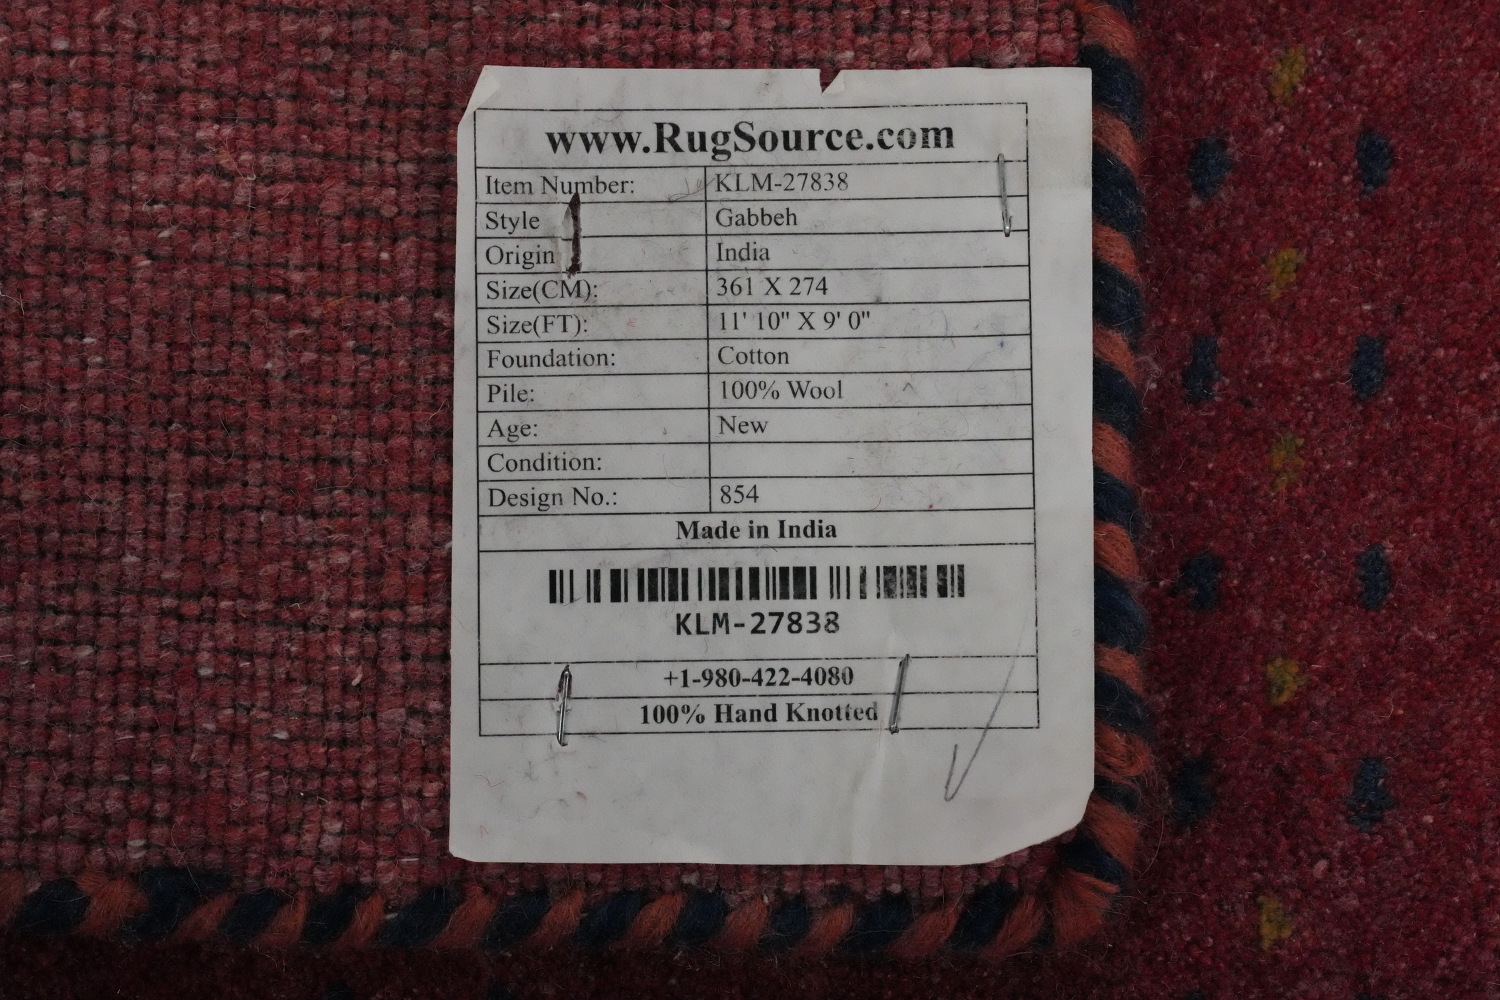 www.RugSource.com
Item Number: KLM-27838
Style Gabbeh
Origin India
Size(CM): 361 X 274
Size(FT): 11' 10" X 9' 0"
Foundation: Cotton
Pile: 100% Wool
Age: New
Condition:
Design No.: 854
Made in India
KLM-27838
+1-980-422-4080
100% Hand Knotted